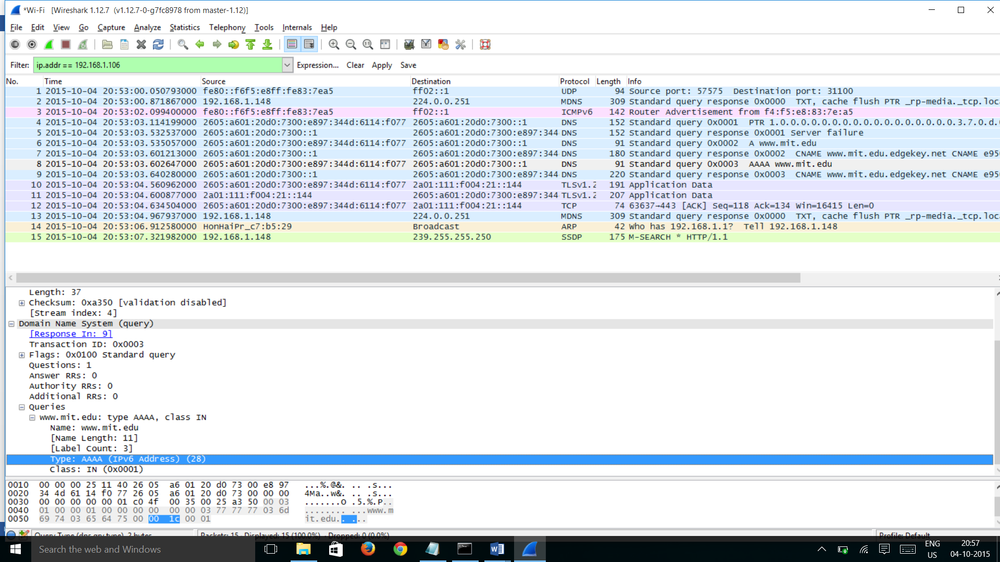 *Wi-Fi [Wireshark 1.12.7 (v1.12.7-0-g7fc8978 from master-1.12)]
File Edit View Go Capture Analyze Statistics Telephony Tools Internals Help
Filter: ip.addr == 192.168.1.106 Expression... Clear Apply Save
No. Time Source Destination Protocol Length Info
1 2015-10-04 20:53:00.050793000 fe80::f6f5:e8ff:fe83:7ea5 ff02::1 UDP 94 Source port: 57575 Destination port: 31100
2 2015-10-04 20:53:00.871867000 192.168.1.148 224.0.0.251 MDNS 309 Standard query response 0x0000 TXT, cache flush PTR _rp-media._tcp.loca
3 2015-10-04 20:53:02.099400000 fe80::f6f5:e8ff:fe83:7ea5 ff02::1 ICMPv6 142 Router Advertisement from f4:f5:e8:83:7e:a5
4 2015-10-04 20:53:03.114199000 2605:a601:20d0:7300:e897:344d:6114:f077 2605:a601:20d0:7300::1 DNS 152 Standard query 0x0001 PTR 1.0.0.0.0.0.0.0.0.0.0.0.0.0.0.0.0.0.3.7.0.d.
5 2015-10-04 20:53:03.532537000 2605:a601:20d0:7300::1 2605:a601:20d0:7300:e897:344 DNS 152 Standard query response 0x0001 Server failure
6 2015-10-04 20:53:03.535057000 2605:a601:20d0:7300:e897:344d:6114:f077 2605:a601:20d0:7300::1 DNS 91 Standard query 0x0002 A www.mit.edu
7 2015-10-04 20:53:03.601213000 2605:a601:20d0:7300::1 2605:a601:20d0:7300:e897:344 DNS 180 Standard query response 0x0002 CNAME www.mit.edu.edgekey.net CNAME e95
8 2015-10-04 20:53:03.602647000 2605:a601:20d0:7300:e897:344d:6114:f077 2605:a601:20d0:7300::1 DNS 91 Standard query 0x0003 AAAA www.mit.edu
9 2015-10-04 20:53:03.640280000 2605:a601:20d0:7300::1 2605:a601:20d0:7300:e897:344 DNS 220 Standard query response 0x0003 CNAME www.mit.edu.edgekey.net CNAME e95
10 2015-10-04 20:53:04.560962000 2605:a601:20d0:7300:e897:344d:6114:f077 2a01:111:f004:21::144 TLSv1.2 191 Application Data
11 2015-10-04 20:53:04.600877000 2a01:111:f004:21::144 2605:a601:20d0:7300:e897:344 TLSv1.2 207 Application Data
12 2015-10-04 20:53:04.634504000 2605:a601:20d0:7300:e897:344d:6114:f077 2a01:111:f004:21::144 TCP 74 63637→443 [ACK] Seq=118 Ack=134 Win=16415 Len=0
13 2015-10-04 20:53:04.967937000 192.168.1.148 224.0.0.251 MDNS 309 Standard query response 0x0000 TXT, cache flush PTR _rp-media._tcp.loca
14 2015-10-04 20:53:06.912580000 HonHaiPr_c7:b5:29 Broadcast ARP 42 Who has 192.168.1.1? Tell 192.168.1.148
15 2015-10-04 20:53:07.321982000 192.168.1.148 239.255.255.250 SSDP 175 M-SEARCH * HTTP/1.1
Length: 37
Checksum: 0xa350 [validation disabled]
[Stream index: 4]
Domain Name System (query)
[Response In: 9]
Transaction ID: 0x0003
Flags: 0x0100 Standard query
Questions: 1
Answer RRs: 0
Authority RRs: 0
Additional RRs: 0
Queries
www.mit.edu: type AAAA, class IN
Name: www.mit.edu
[Name Length: 11]
[Label Count: 3]
Type: AAAA (IPv6 Address) (28)
Class: IN (0x0001)
0010 00 00 00 25 11 40 26 05 a6 01 20 d0 73 00 e8 97 ...%.@&. .. .s...
0020 34 4d 61 14 f0 77 26 05 a6 01 20 d0 73 00 00 00 4Ma..w&. .. .s...
0030 00 00 00 00 00 01 c0 4f 00 35 00 25 a3 50 00 03 .......O .5.%.P..
0040 01 00 00 01 00 00 00 00 00 00 03 77 77 77 03 6d ........ ...www.m
0050 69 74 03 65 64 75 00 00 1c 00 01 it.edu.. ...
Query Type (dns.qry.type), 2 bytes Packets: 15 · Displayed: 15 (100.0%) · Dropped: 0 (0.0%) Profile: Default
Search the web and Windows
ENG
US
20:57
04-10-2015